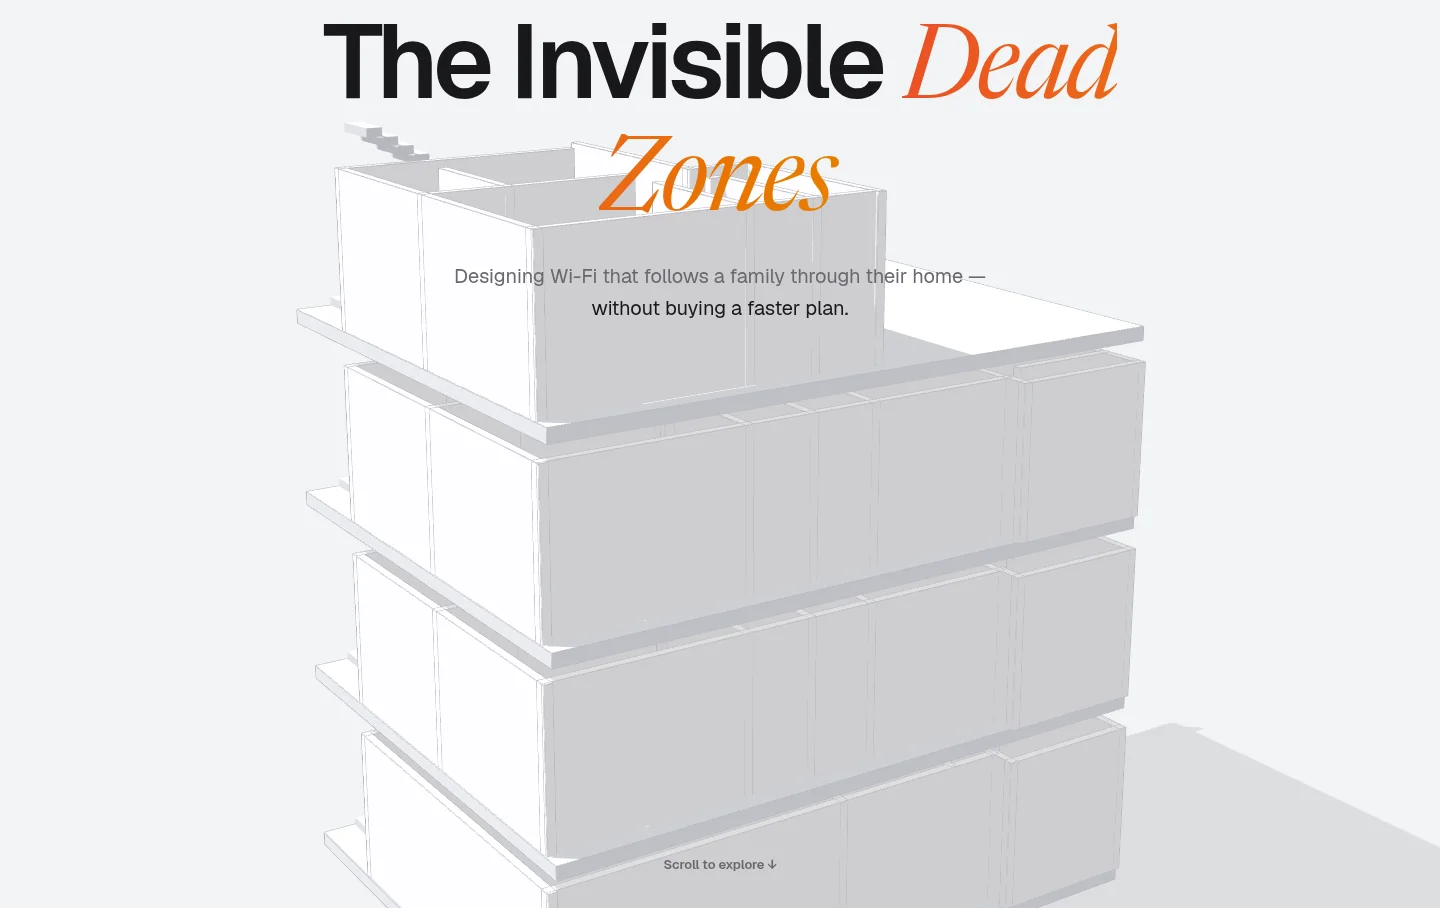 The Invisible Dead
Zones
Designing Wi-Fi that follows a family through their home —
without buying a faster plan.
Scroll to explore ↓